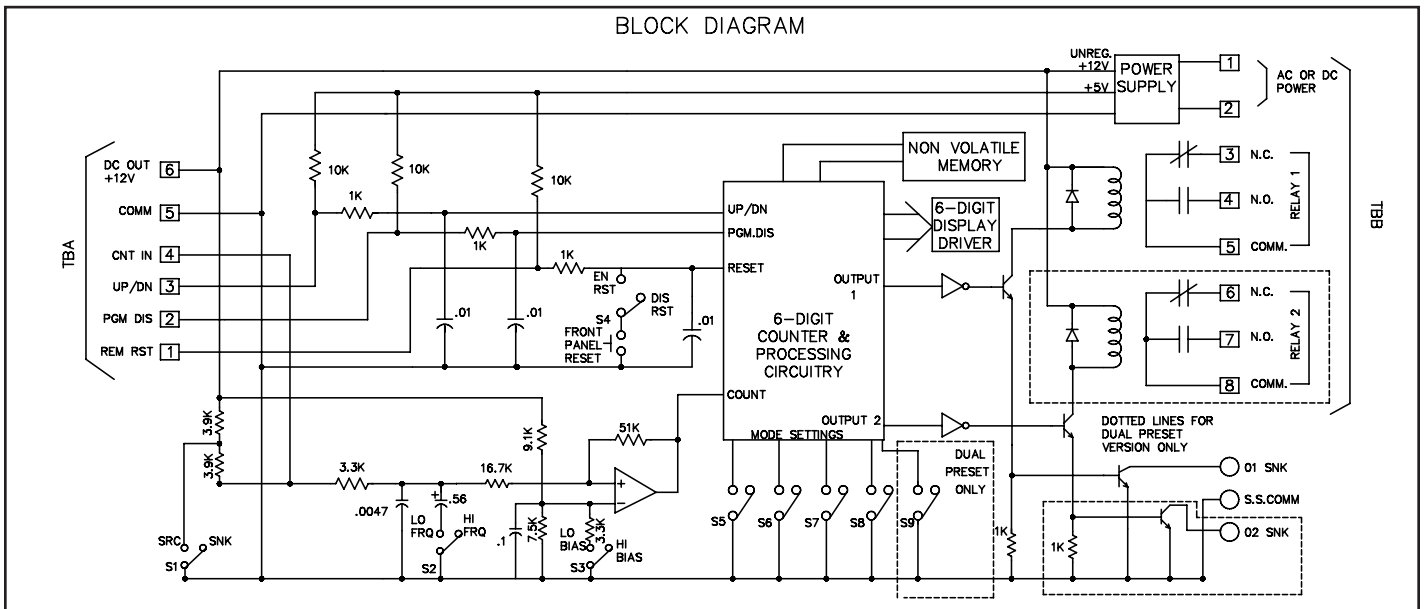 BLOCK DIAGRAM
UNREG.
+12V
+5V
POWER
SUPPLY
1
2
AC OR DC
POWER
TBA
DC OUT
+12V
6
COMM
5
CNT IN
4
UP/DN
3
PGM DIS
2
REM RST
1
10K
10K
10K
1K
1K
1K
.01
.01
.01
EN
RST
DIS
RST
S4
FRONT
PANEL
RESET
NON VOLATILE
MEMORY
6-DIGIT
DISPLAY
DRIVER
UP/DN
PGM.DIS
RESET
OUTPUT
1
6-DIGIT
COUNTER &
PROCESSING
CIRCUITRY
COUNT
OUTPUT 2
MODE SETTINGS
3
N.C.
4
N.O.
5
COMM.
RELAY 1
6
N.C.
7
N.O.
8
COMM.
RELAY 2
TBB
DOTTED LINES FOR
DUAL PRESET
VERSION ONLY
3.9K
3.9K
3.3K
16.7K
51K
9.1K
+
.56
.0047
+
−
.1
7.5K
3.3K
LO
FRQ
HI
FRQ
LO
BIAS
HI
BIAS
SRC
SNK
S1
S2
S3
S5
S6
S7
S8
S9
DUAL
PRESET
ONLY
1K
1K
O1 SNK
S.S.COMM
O2 SNK